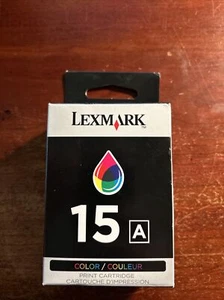 LEXMARK
15 A
COLOR/COULEUR
PRINT CARTRIDGE
CARTOUCHE D'IMPRESSION